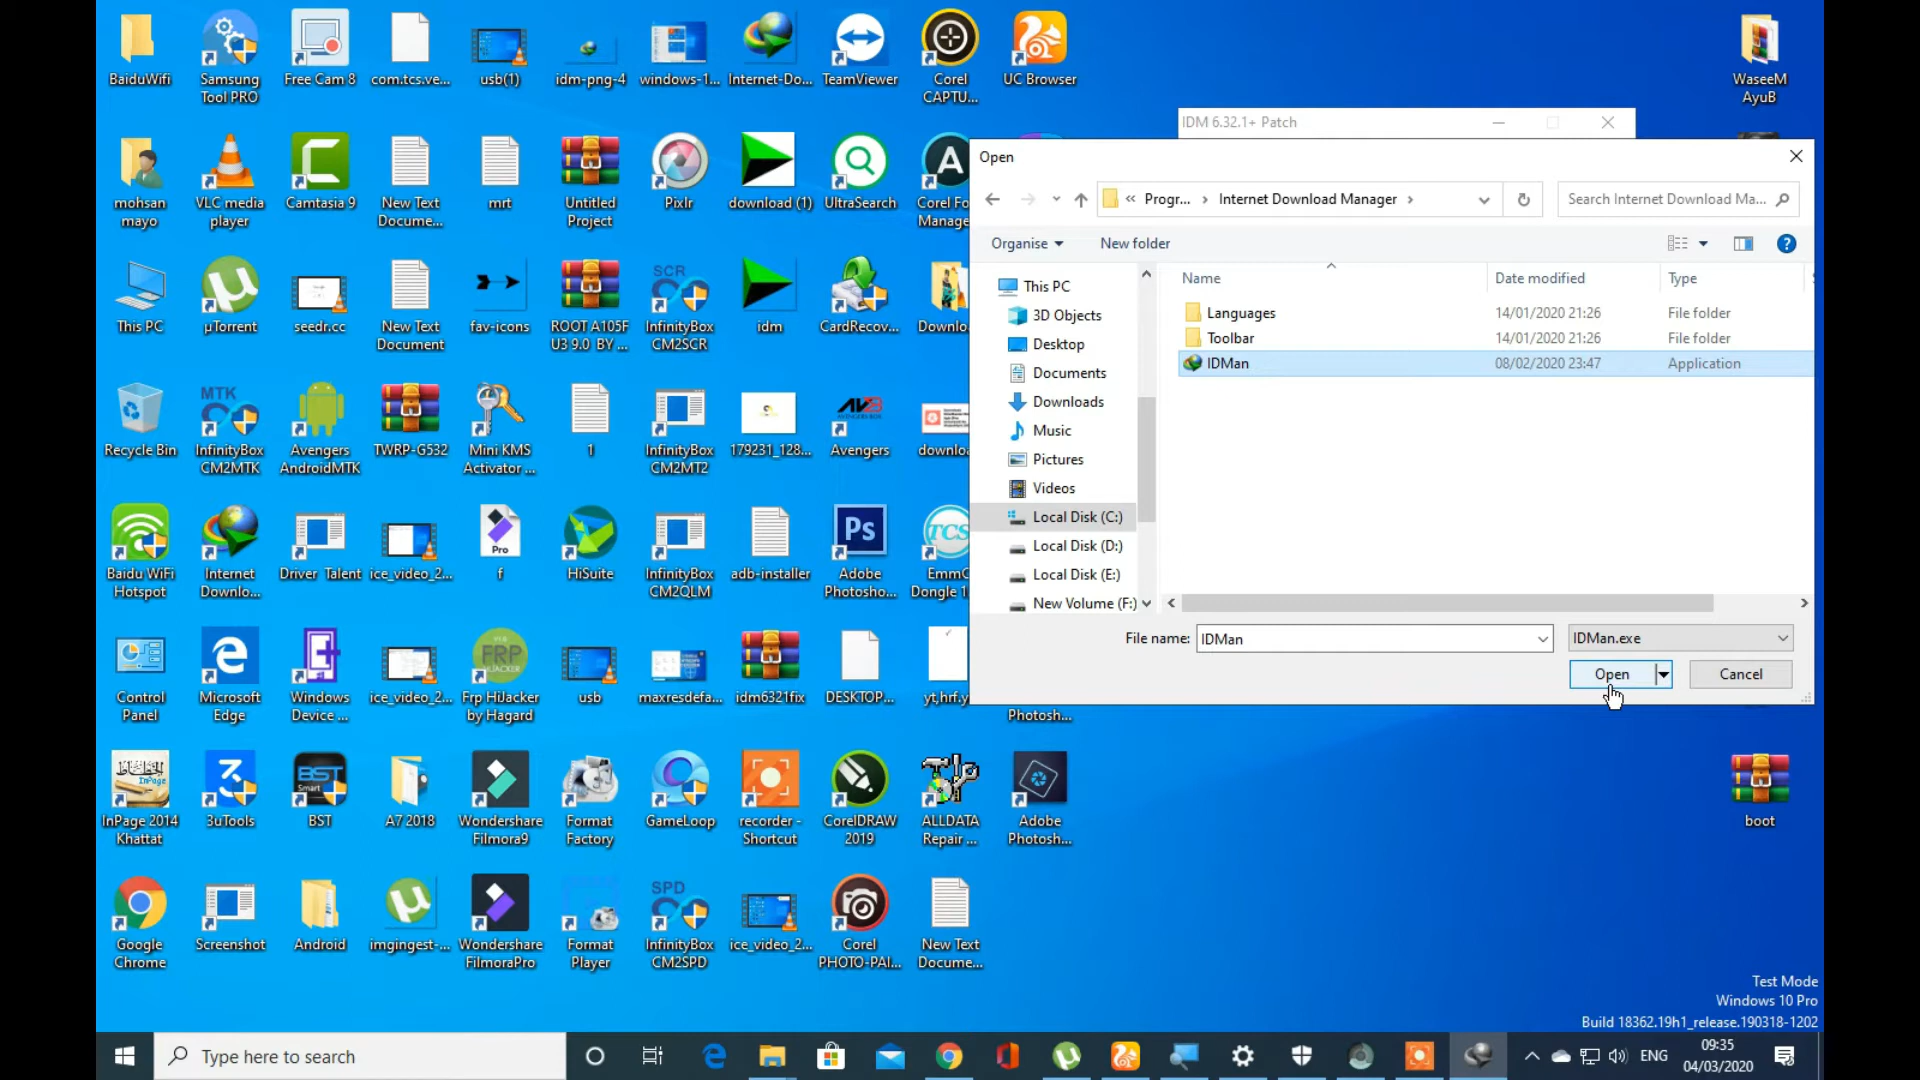 BaiduWifi
Samsung
Tool PRO
Free Cam 8
com.tcs.ve...
usb(1)
idm-png-4
windows-1...
Internet-Do...
TeamViewer
Corel
CAPTU...
UC Browser
WaseeM
AyuB
mohsan
mayo
VLC media
player
Camtasia 9
New Text
Docume...
mrt
Untitled
Project
Pixlr
download (1)
UltraSearch
Corel Fo
Manage
This PC
µTorrent
seedr.cc
New Text
Document
fav-icons
ROOT A105F
U3 9.0 BY ...
SCR
InfinityBox
CM2SCR
idm
CardRecov...
Downlo
Recycle Bin
MTK
InfinityBox
CM2MTK
Avengers
AndroidMTK
TWRP-G532
Mini KMS
Activator ...
1
InfinityBox
CM2MT2
179231_128...
AVB
Avengers
downlo
Baidu WiFi
Hotspot
Internet
Downlo...
Driver Talent
ice_video_2...
Pro
f
HiSuite
InfinityBox
CM2QLM
adb-installer
Ps
Adobe
Photosho...
TCS
EmmC
Dongle 1
Control
Panel
Microsoft
Edge
Windows
Device ...
ice_video_2...
FRP
HIJACKER
Frp HiJacker
by Hagard
usb
maxresdefa...
idm6321fix
DESKTOP...
yt,hrf,y
Photosh...
InPage
InPage 2014
Khattat
3uTools
BST
Smart
BST
A7 2018
Wondershare
Filmora9
Format
Factory
GameLoop
recorder -
Shortcut
CorelDRAW
2019
ALLDATA
Repair ...
Adobe
Photosh...
boot
Google
Chrome
Screenshot
Android
imgingest-...
Wondershare
FilmoraPro
Format
Player
SPD
InfinityBox
CM2SPD
ice_video_2...
Corel
PHOTO-PAI...
New Text
Docume...
IDM 6.32.1+ Patch
Open
« Progr... › Internet Download Manager ›
Search Internet Download Ma...
Organise
New folder
This PC
3D Objects
Desktop
Documents
Downloads
Music
Pictures
Videos
Local Disk (C:)
Local Disk (D:)
Local Disk (E:)
New Volume (F:)
Name Date modified Type
Languages 14/01/2020 21:26 File folder
Toolbar 14/01/2020 21:26 File folder
IDMan 08/02/2020 23:47 Application
File name: IDMan
IDMan.exe
Open
Cancel
Test Mode
Windows 10 Pro
Build 18362.19h1_release.190318-1202
Type here to search
ENG
09:35
04/03/2020